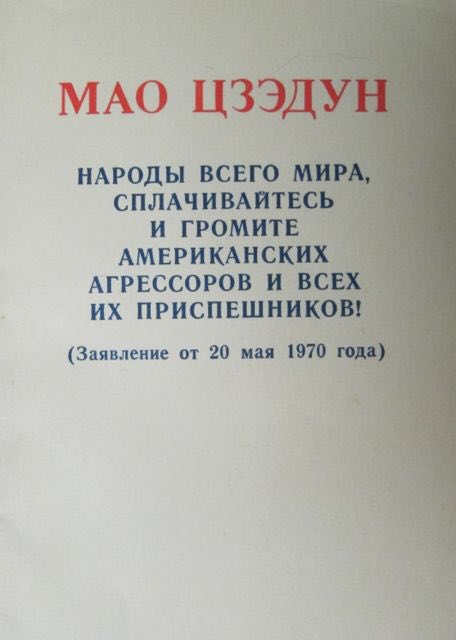 МАО ЦЗЭДУН
НАРОДЫ ВСЕГО МИРА,
СПЛАЧИВАЙТЕСЬ
И ГРОМИТЕ
АМЕРИКАНСКИХ
АГРЕССОРОВ И ВСЕХ
ИХ ПРИСПЕШНИКОВ!
(Заявление от 20 мая 1970 года)